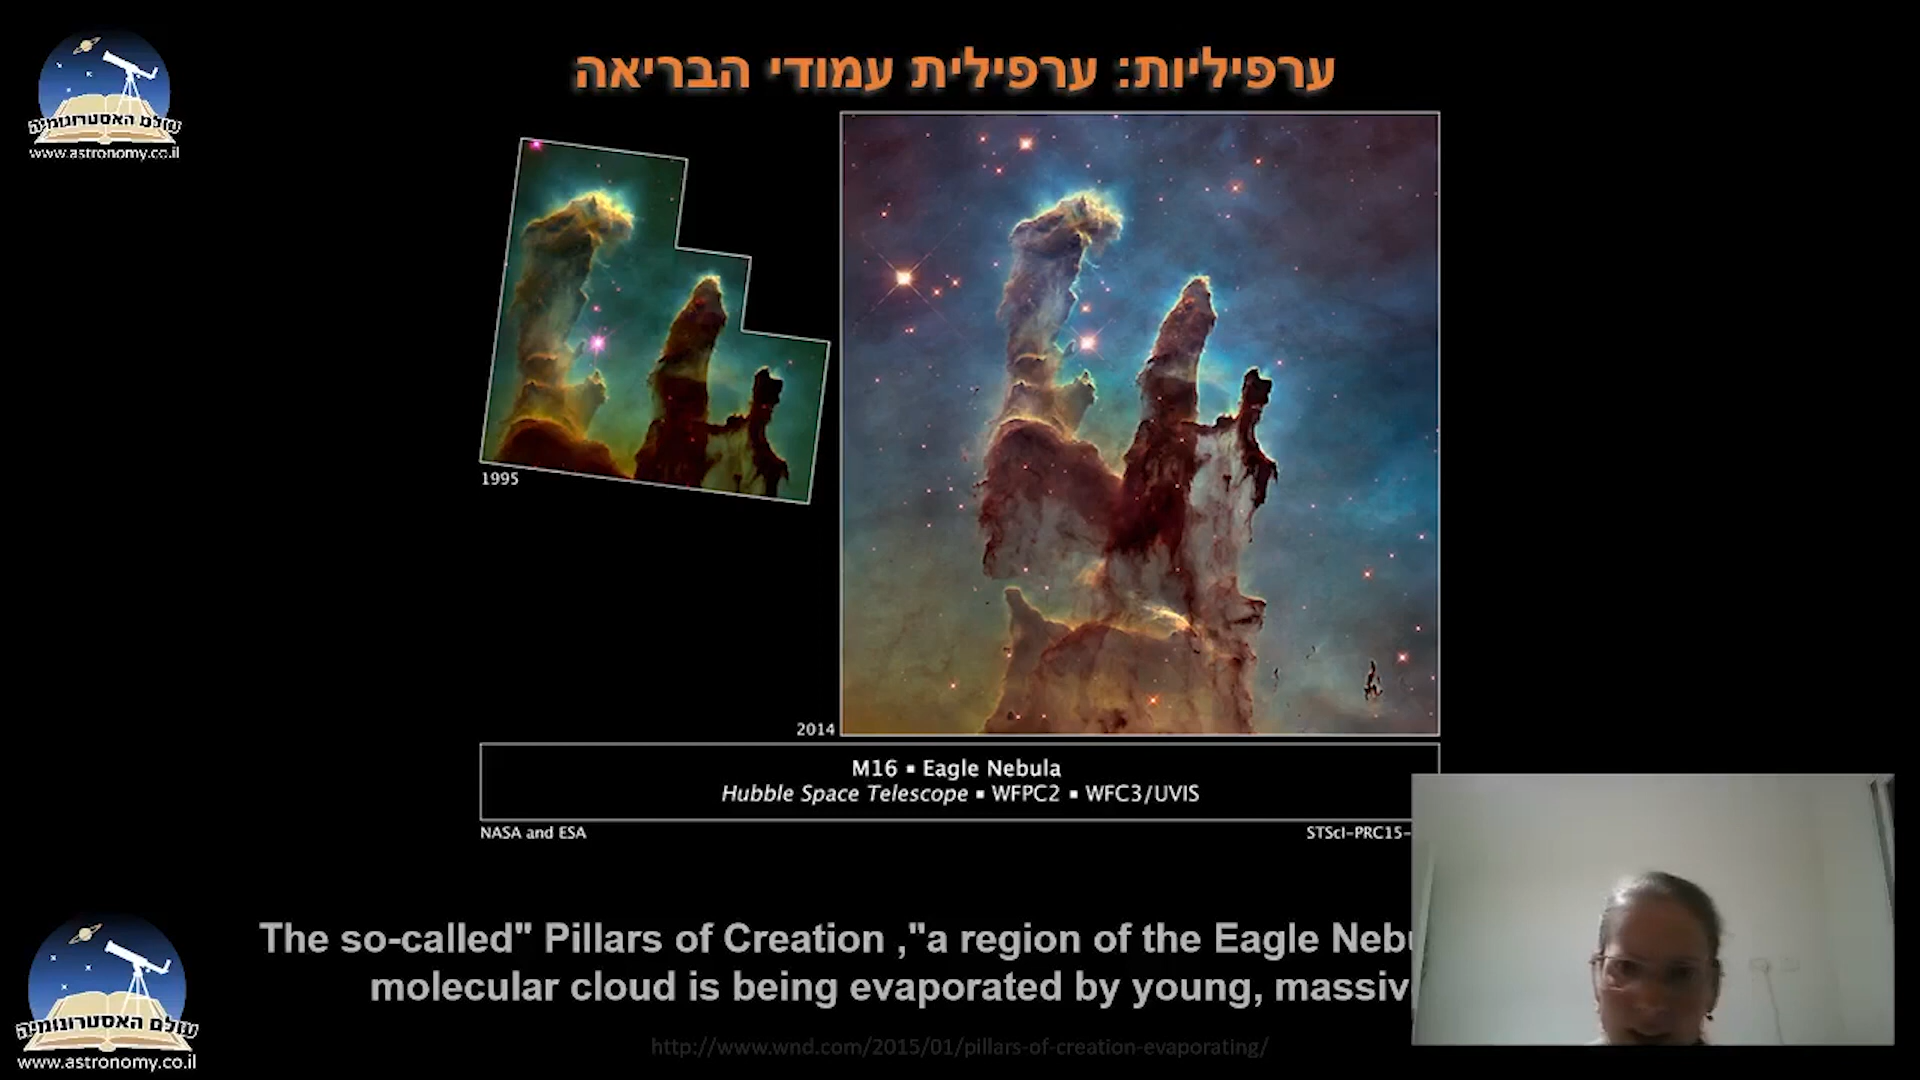 ערפיליות: ערפילית עמודי הבריאה
עולם האסטרונומיה
www.astronomy.co.il
1995
2014
M16 ▪ Eagle Nebula
Hubble Space Telescope ▪ WFPC2 ▪ WFC3/UVIS
NASA and ESA
STScI-PRC15-
The so-called" Pillars of Creation ,"a region of the Eagle
molecular cloud is being evaporated by young,
http://www.wnd.com/2015/01/pillars-of-creation-evaporating/
עולם האסטרונומיה
www.astronomy.co.il